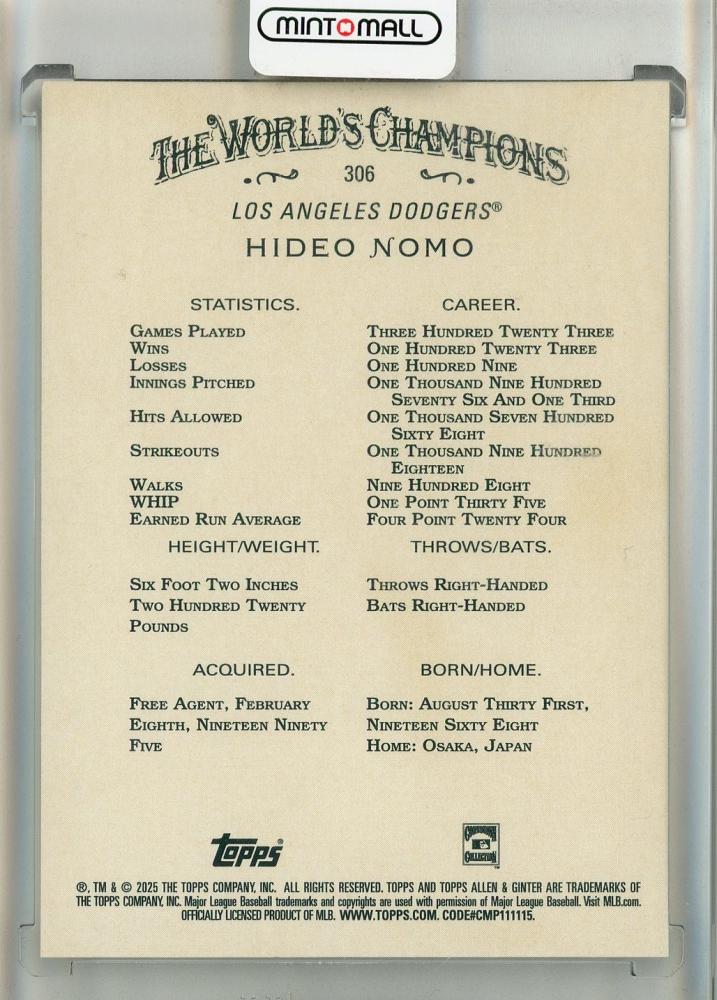 MINT MALL
THE WORLD'S CHAMPIONS
306
LOS ANGELES DODGERS®
HIDEO NOMO
STATISTICS. CAREER.
GAMES PLAYED THREE HUNDRED TWENTY THREE
WINS ONE HUNDRED TWENTY THREE
LOSSES ONE HUNDRED NINE
INNINGS PITCHED ONE THOUSAND NINE HUNDRED
SEVENTY SIX AND ONE THIRD
HITS ALLOWED ONE THOUSAND SEVEN HUNDRED
SIXTY EIGHT
STRIKEOUTS ONE THOUSAND NINE HUNDRED
EIGHTEEN
WALKS NINE HUNDRED EIGHT
WHIP ONE POINT THIRTY FIVE
EARNED RUN AVERAGE FOUR POINT TWENTY FOUR
HEIGHT/WEIGHT. THROWS/BATS.
SIX FOOT TWO INCHES THROWS RIGHT-HANDED
TWO HUNDRED TWENTY BATS RIGHT-HANDED
POUNDS
ACQUIRED. BORN/HOME.
FREE AGENT, FEBRUARY BORN: AUGUST THIRTY FIRST,
EIGHTH, NINETEEN NINETY NINETEEN SIXTY EIGHT
FIVE HOME: OSAKA, JAPAN
topps®
COOPERSTOWN
COLLECTION
™
®, TM & © 2025 THE TOPPS COMPANY, INC. ALL RIGHTS RESERVED. TOPPS AND TOPPS ALLEN & GINTER ARE TRADEMARKS OF
THE TOPPS COMPANY, INC. Major League Baseball trademarks and copyrights are used with permission of Major League Baseball. Visit MLB.com.
OFFICIALLY LICENSED PRODUCT OF MLB. WWW.TOPPS.COM. CODE#CMP111115.